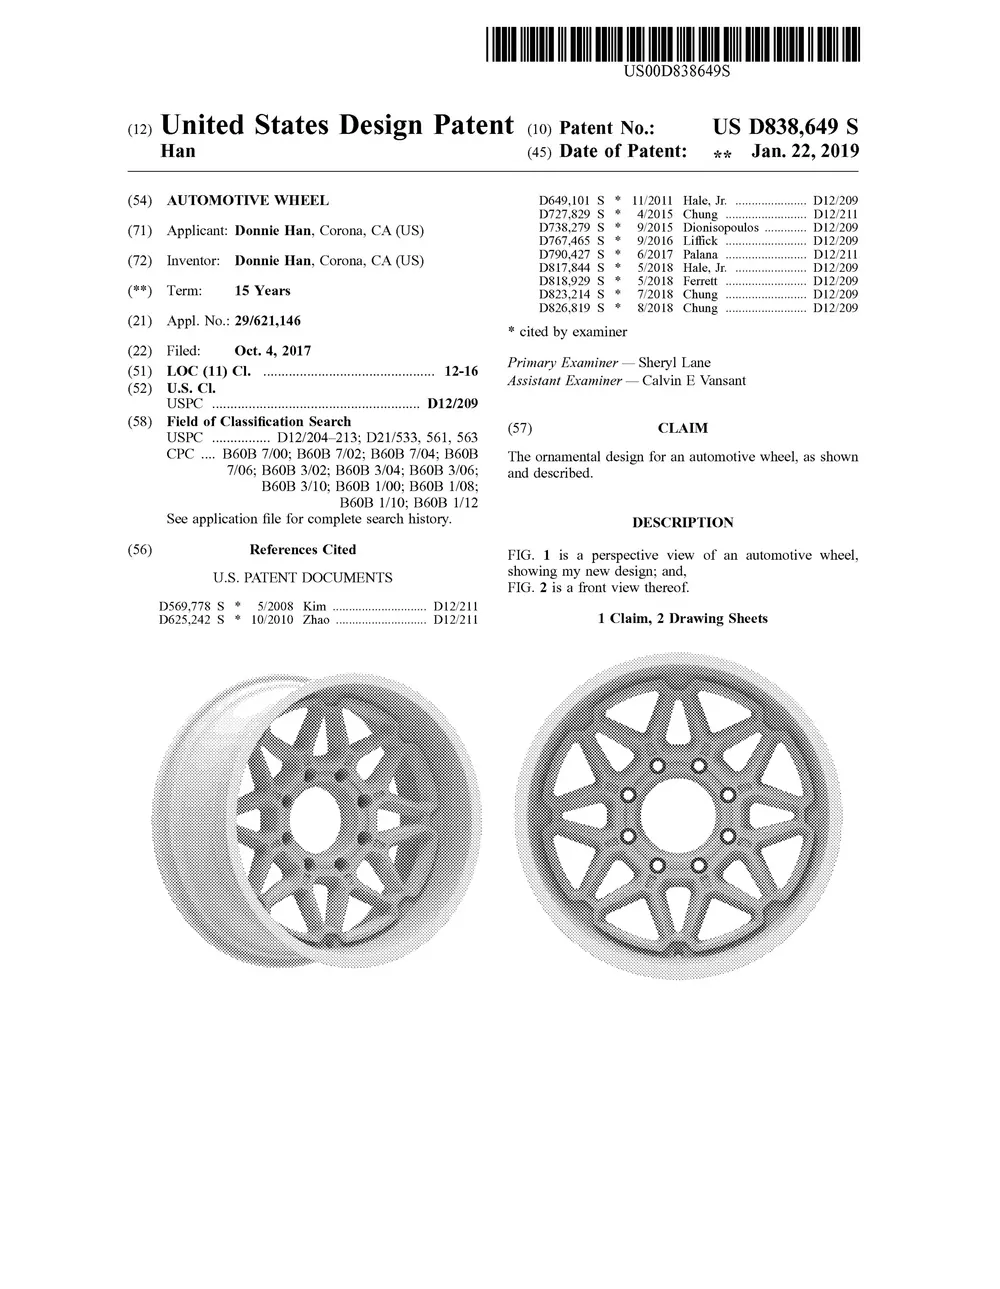 US00D838649S
(12) United States Design Patent
Han
(10) Patent No.: US D838,649 S
(45) Date of Patent: ** Jan. 22, 2019
(54) AUTOMOTIVE WHEEL
(71) Applicant: Donnie Han, Corona, CA (US)
(72) Inventor: Donnie Han, Corona, CA (US)
(**) Term: 15 Years
(21) Appl. No.: 29/621,146
(22) Filed: Oct. 4, 2017
(51) LOC (11) Cl. ............................................... 12-16
(52) U.S. Cl.
USPC ......................................................... D12/209
(58) Field of Classification Search
USPC ................ D12/204–213; D21/533, 561, 563
CPC .... B60B 7/00; B60B 7/02; B60B 7/04; B60B
7/06; B60B 3/02; B60B 3/04; B60B 3/06;
B60B 3/10; B60B 1/00; B60B 1/08;
B60B 1/10; B60B 1/12
See application file for complete search history.
(56) References Cited
U.S. PATENT DOCUMENTS
D569,778 S * 5/2008 Kim ............................. D12/211
D625,242 S * 10/2010 Zhao ............................ D12/211
D649,101 S * 11/2011 Hale, Jr. ...................... D12/209
D727,829 S * 4/2015 Chung ......................... D12/211
D738,279 S * 9/2015 Dionisopoulos ............. D12/209
D767,465 S * 9/2016 Liffick ......................... D12/209
D790,427 S * 6/2017 Palana ......................... D12/211
D817,844 S * 5/2018 Hale, Jr. ...................... D12/209
D818,929 S * 5/2018 Ferrett ......................... D12/209
D823,214 S * 7/2018 Chung ......................... D12/209
D826,819 S * 8/2018 Chung ......................... D12/209
* cited by examiner
Primary Examiner — Sheryl Lane
Assistant Examiner — Calvin E Vansant
(57) CLAIM
The ornamental design for an automotive wheel, as shown
and described.
DESCRIPTION
FIG. 1 is a perspective view of an automotive wheel,
showing my new design; and,
FIG. 2 is a front view thereof.
1 Claim, 2 Drawing Sheets